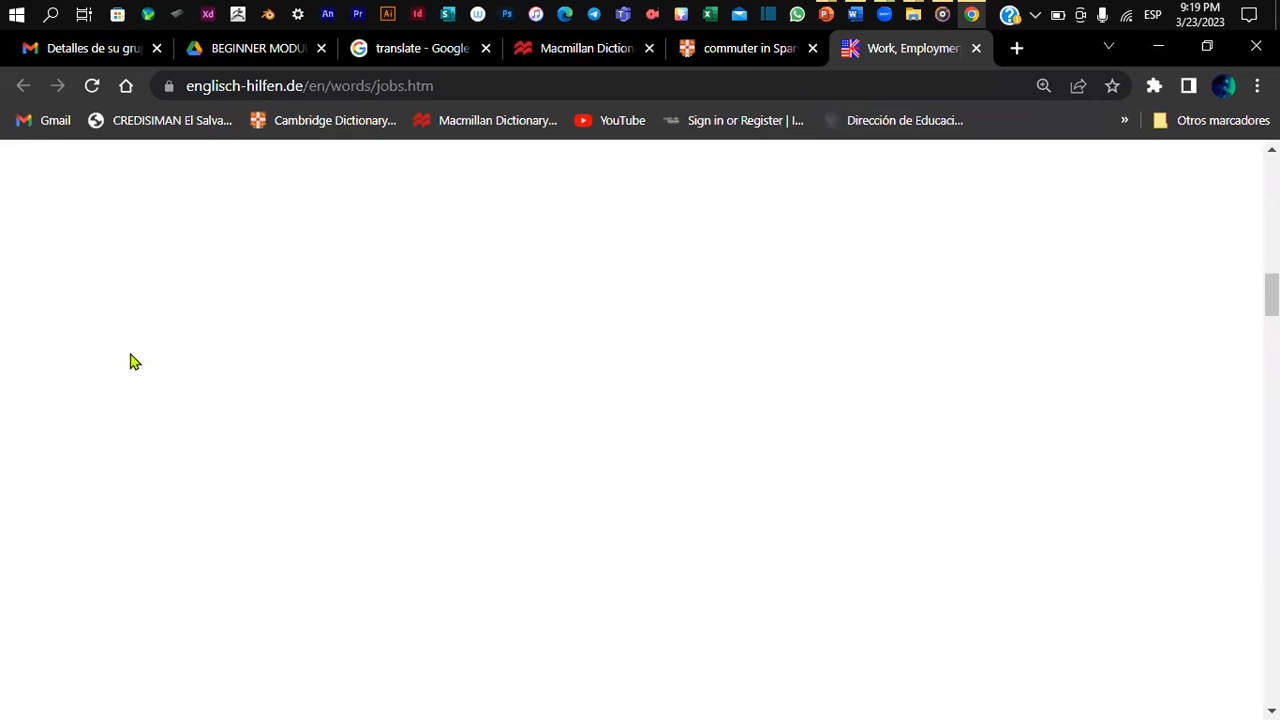 9:19 PM
ESP
3/23/2023
Detalles de su gru
BEGINNER MODU
translate - Google
Macmillan Diction
commuter in Spar
Work, Employmen
englisch-hilfen.de/en/words/jobs.htm
Gmail
CREDISIMAN El Salva...
Cambridge Dictionary...
Macmillan Dictionary...
YouTube
Sign in or Register | I...
Dirección de Educaci...
»
Otros marcadores